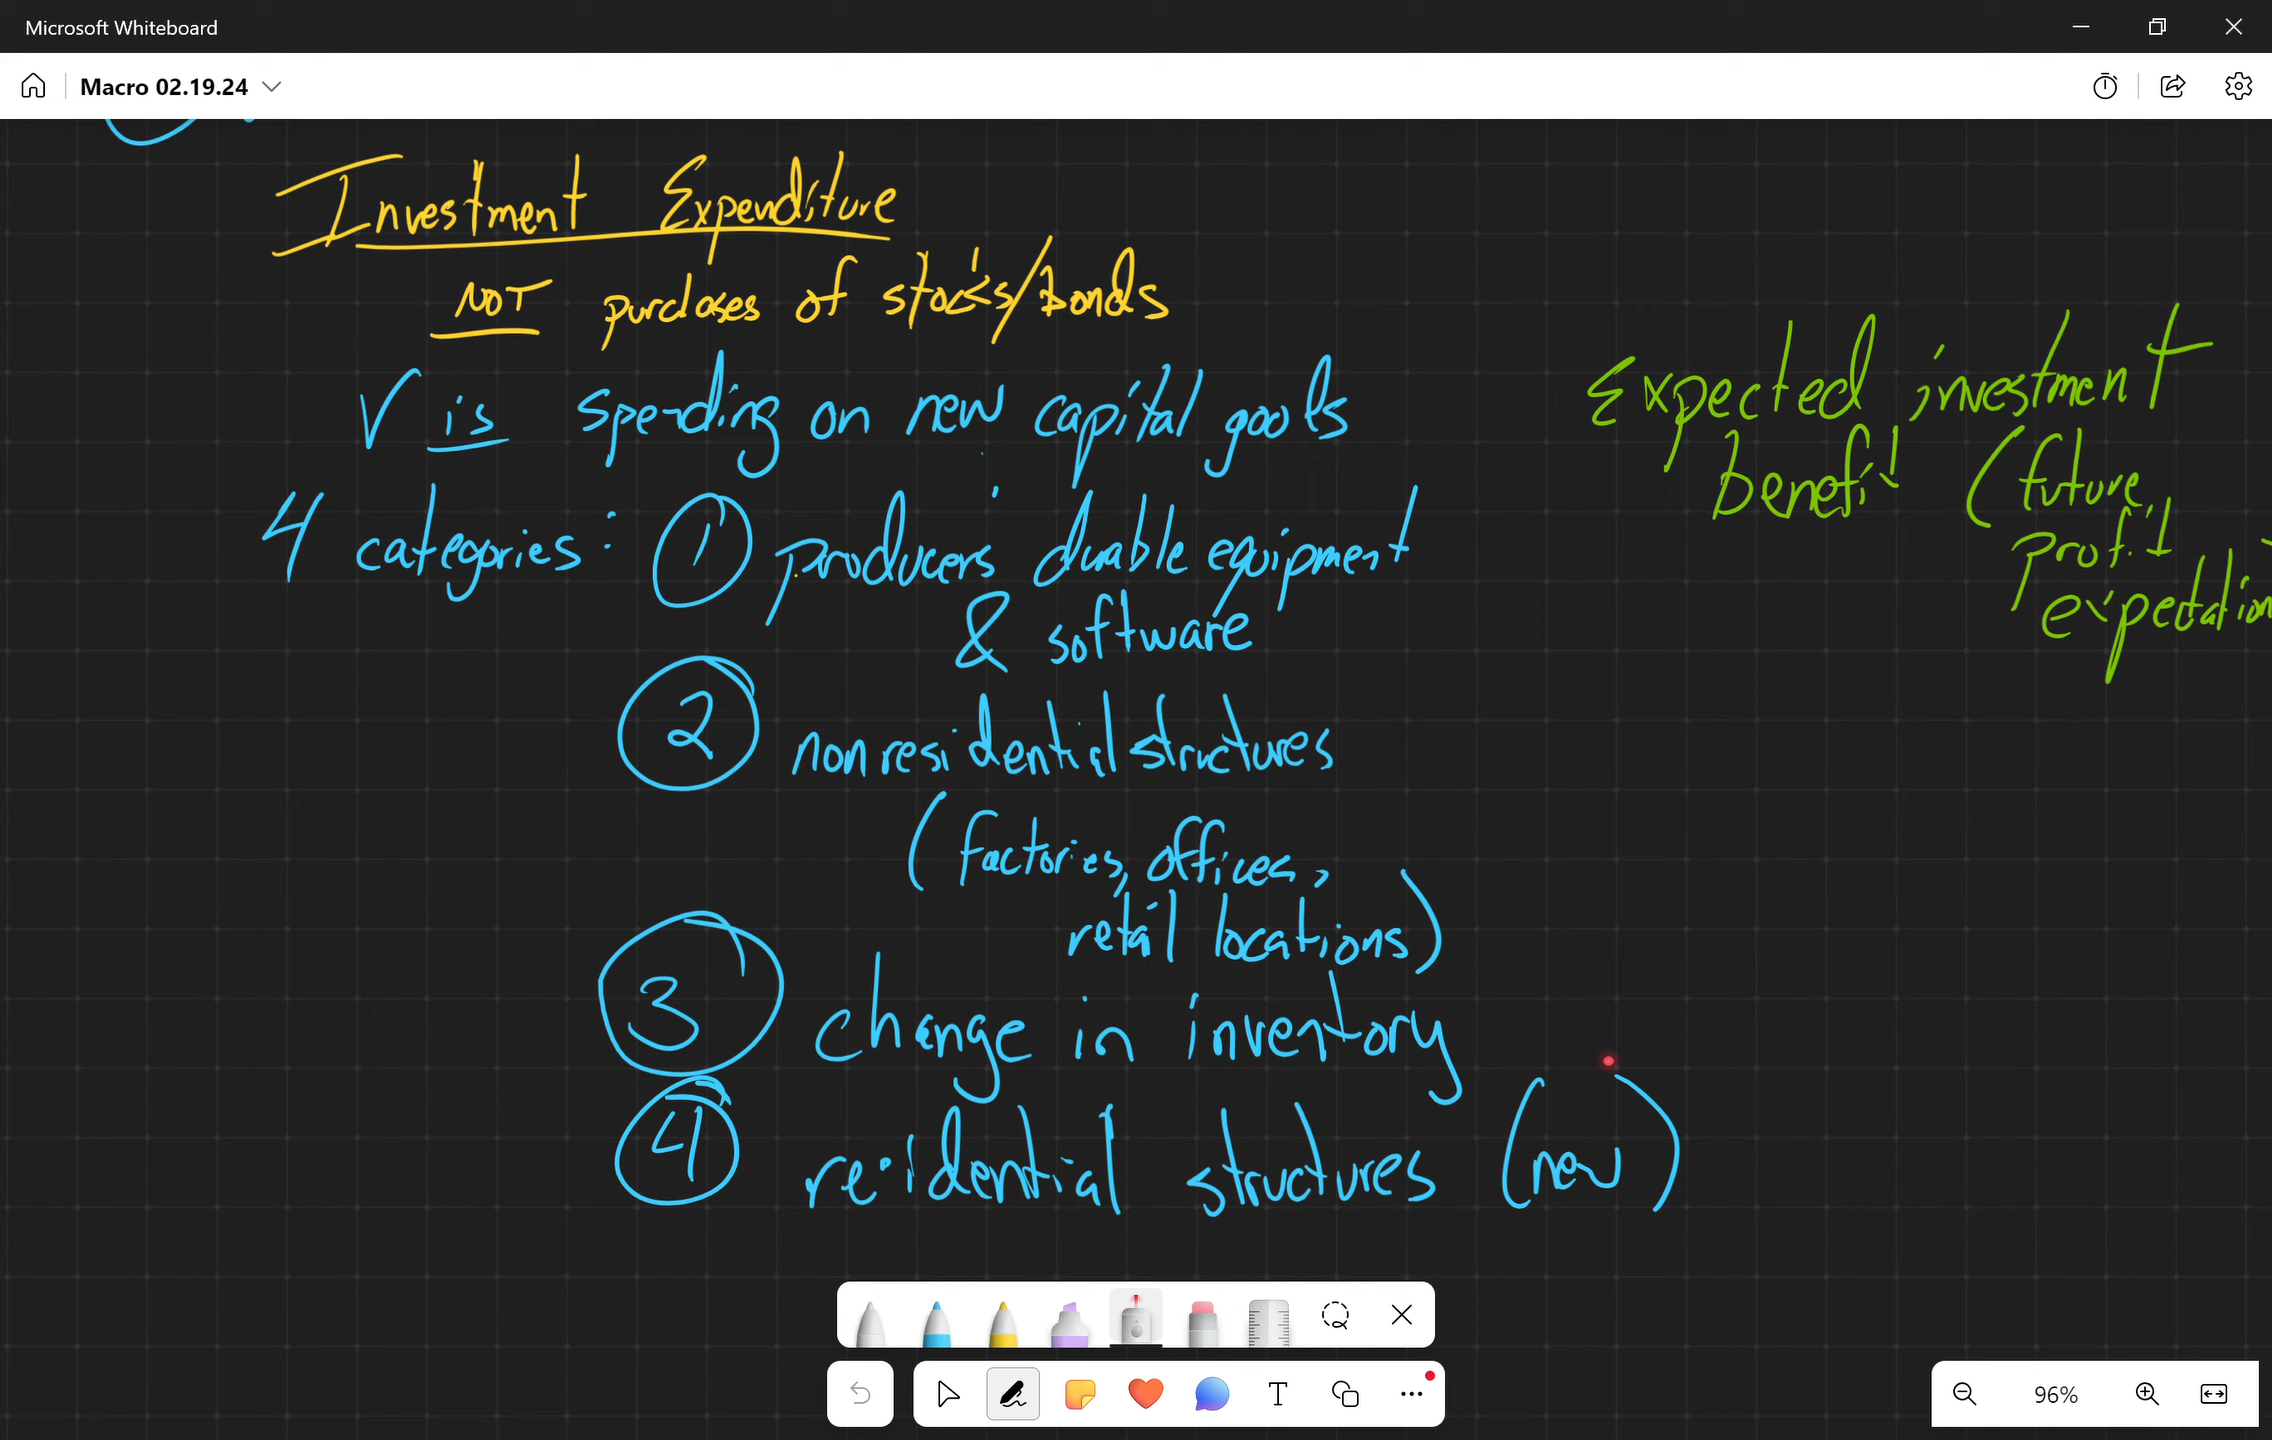 Microsoft Whiteboard
Macro 02.19.24
Investment Expenditure
NOT purchases of stocks/bonds
is spending on new capital goods
4 categories: 1 producers' durable equipment
& software
2 nonresidential structures
(factories, offices,
retail locations)
3 change in inventory
4 residential structures (new)
Expected investment
benefit (future,
profit
expectation
T
96%